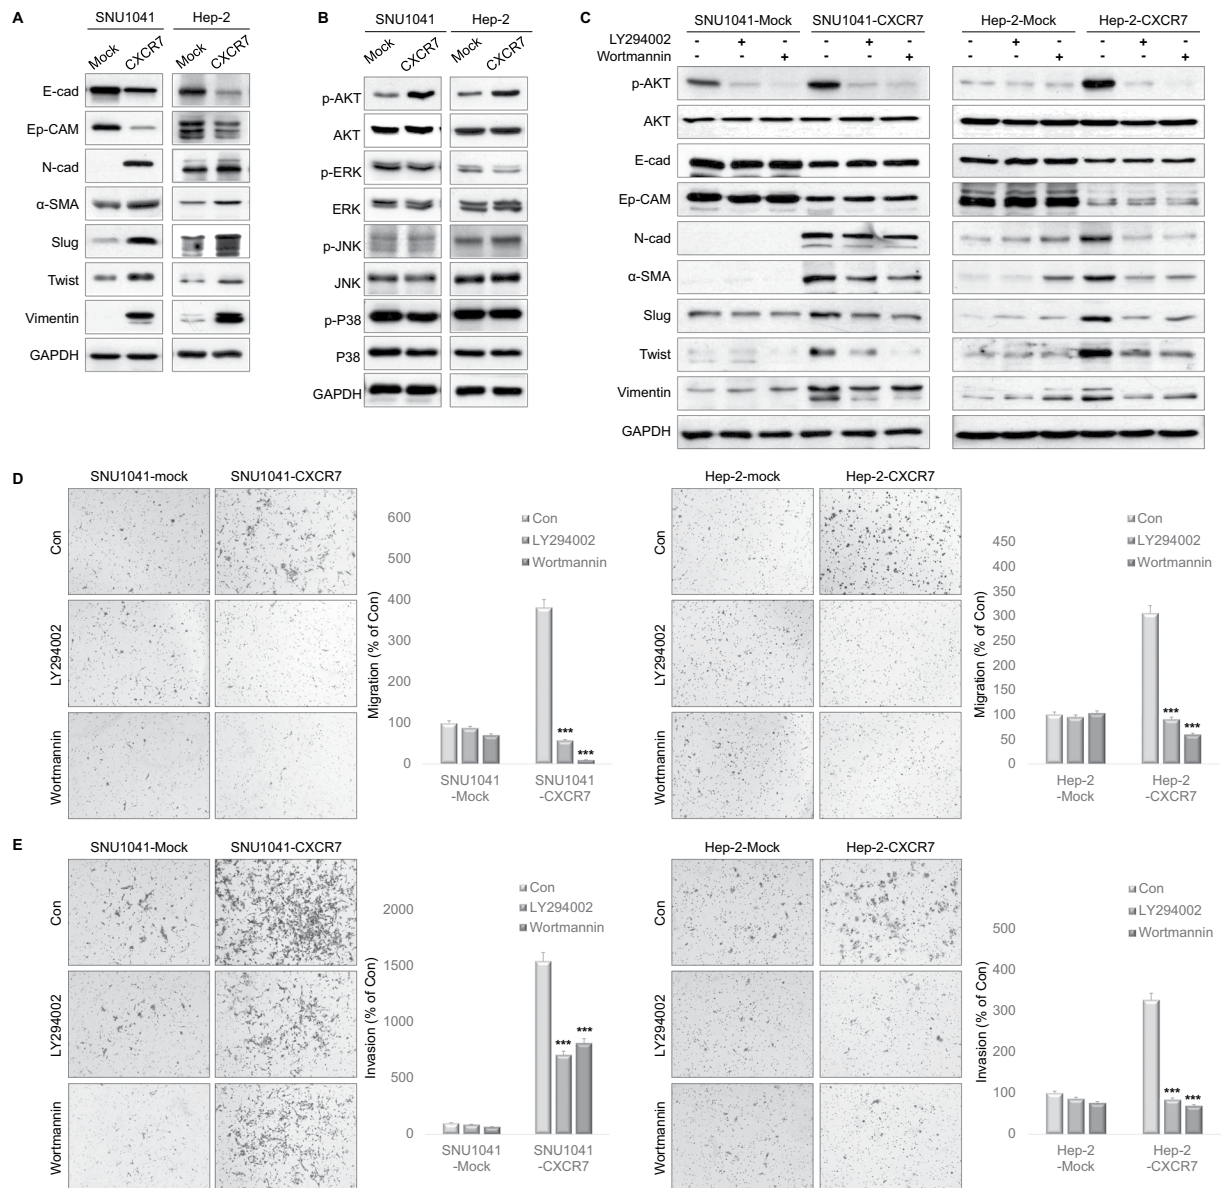 A
SNU1041 Hep-2
Mock CXCR7 Mock CXCR7
E-cad
Ep-CAM
N-cad
α-SMA
Slug
Twist
Vimentin
GAPDH
B
SNU1041 Hep-2
Mock CXCR7 Mock CXCR7
p-AKT
AKT
p-ERK
ERK
p-JNK
JNK
p-P38
P38
GAPDH
C
SNU1041-Mock SNU1041-CXCR7 Hep-2-Mock Hep-2-CXCR7
LY294002 - + - - + - - + - - + -
Wortmannin - - + - - + - - + - - +
p-AKT
AKT
E-cad
Ep-CAM
N-cad
α-SMA
Slug
Twist
Vimentin
GAPDH
D
SNU1041-mock SNU1041-CXCR7
Con
LY294002
Wortmannin
Migration (% of Con)
600
500
400
300
200
100
0
Con
LY294002
Wortmannin
***
***
SNU1041
-Mock
SNU1041
-CXCR7
Hep-2-mock Hep-2-CXCR7
Con
LY294002
Wortmannin
Migration (% of Con)
450
400
350
300
250
200
150
100
50
0
Con
LY294002
Wortmannin
***
***
Hep-2
-Mock
Hep-2
-CXCR7
E
SNU1041-Mock SNU1041-CXCR7
Con
LY294002
Wortmannin
Invasion (% of Con)
2000
1500
1000
500
0
Con
LY294002
Wortmannin
***
***
SNU1041
-Mock
SNU1041
-CXCR7
Hep-2-Mock Hep-2-CXCR7
Con
LY294002
Wortmannin
Invasion (% of Con)
500
400
300
200
100
0
Con
LY294002
Wortmannin
***
***
Hep-2
-Mock
Hep-2
-CXCR7